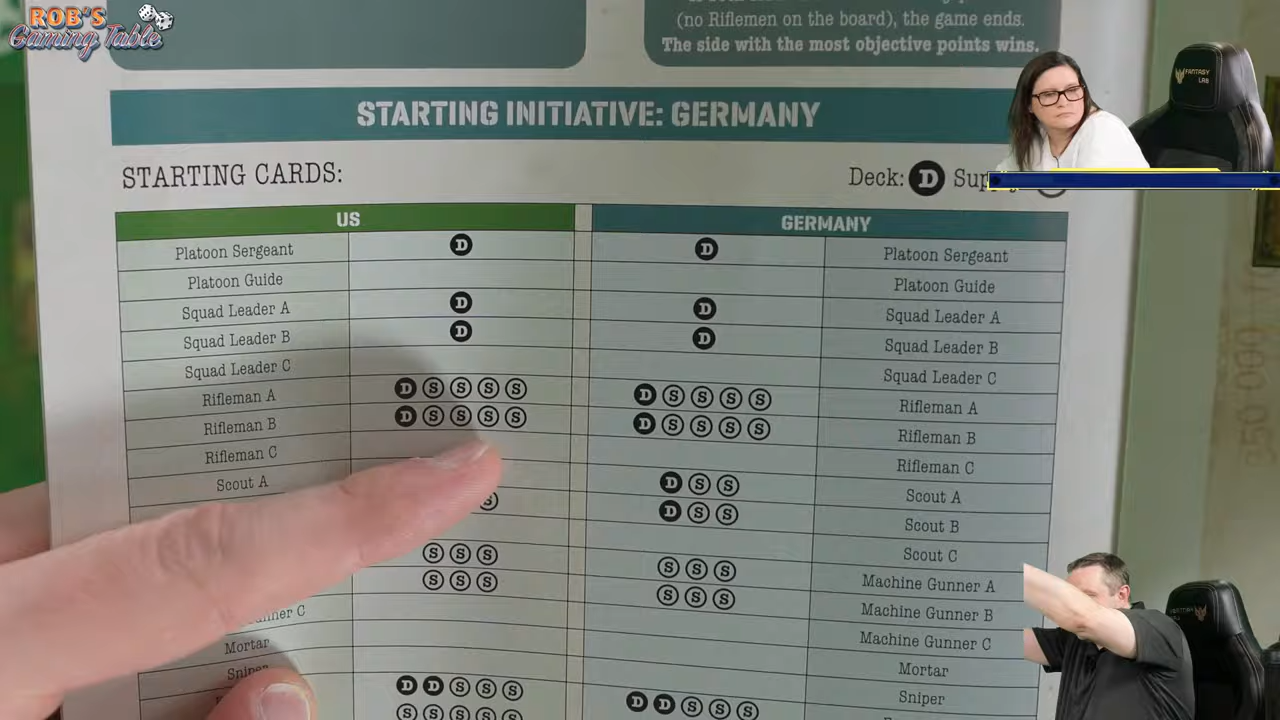 ROB'S
Gaming Table
(no Riflemen on the board), the game ends.
The side with the most objective points wins.
FANTASY
LAB
STARTING INITIATIVE: GERMANY
STARTING CARDS:
Deck: D
US
GERMANY
Platoon Sergeant D D Platoon Sergeant
Platoon Guide Platoon Guide
Squad Leader A D D Squad Leader A
Squad Leader B D D Squad Leader B
Squad Leader C Squad Leader C
Rifleman A D S S S S D S S S S Rifleman A
Rifleman B D S S S S D S S S S Rifleman B
Rifleman C Rifleman C
Scout A D S S Scout A
S D S S Scout B
Scout C
S S S S S S Machine Gunner A
S S S S S S Machine Gunner B
C Machine Gunner C
Mortar Mortar
Sniper D D S S S D D S S S Sniper
S S S S S